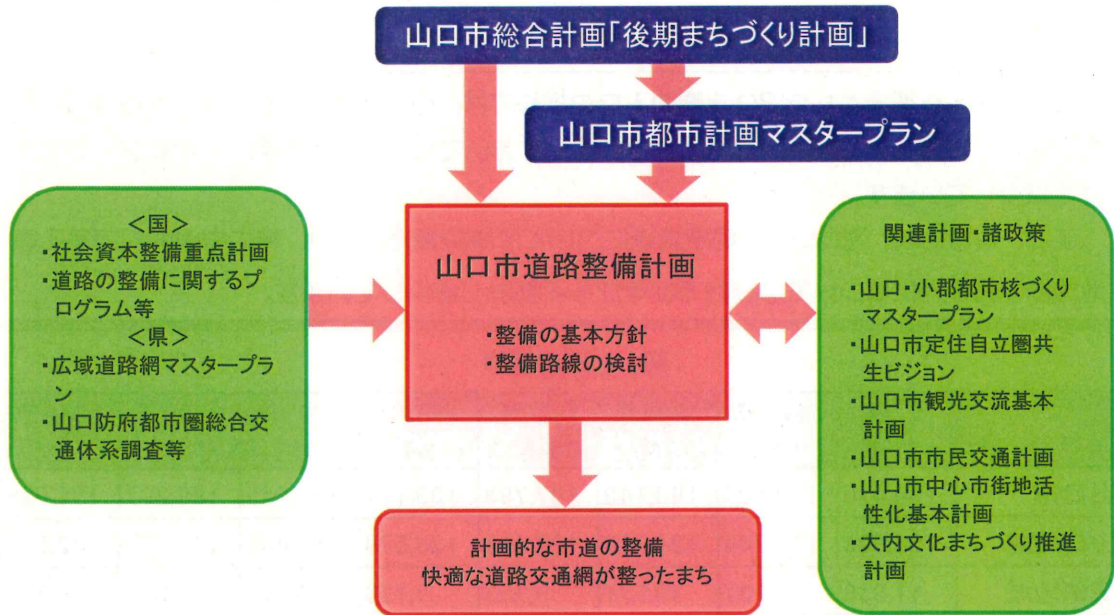 山口市総合計画「後期まちづくり計画」
山口市都市計画マスタープラン
<国>
・社会資本整備重点計画
・道路の整備に関するプ
ログラム等
<県>
・広域道路網マスタープラ
ン
・山口防府都市圏総合交
通体系調査等
山口市道路整備計画
・整備の基本方針
・整備路線の検討
関連計画・諸政策
・山口・小郡都市核づくり
マスタープラン
・山口市定住自立圏共
生ビジョン
・山口市観光交流基本
計画
・山口市市民交通計画
・山口市中心市街地活
性化基本計画
・大内文化まちづくり推進
計画
計画的な市道の整備
快適な道路交通網が整ったまち